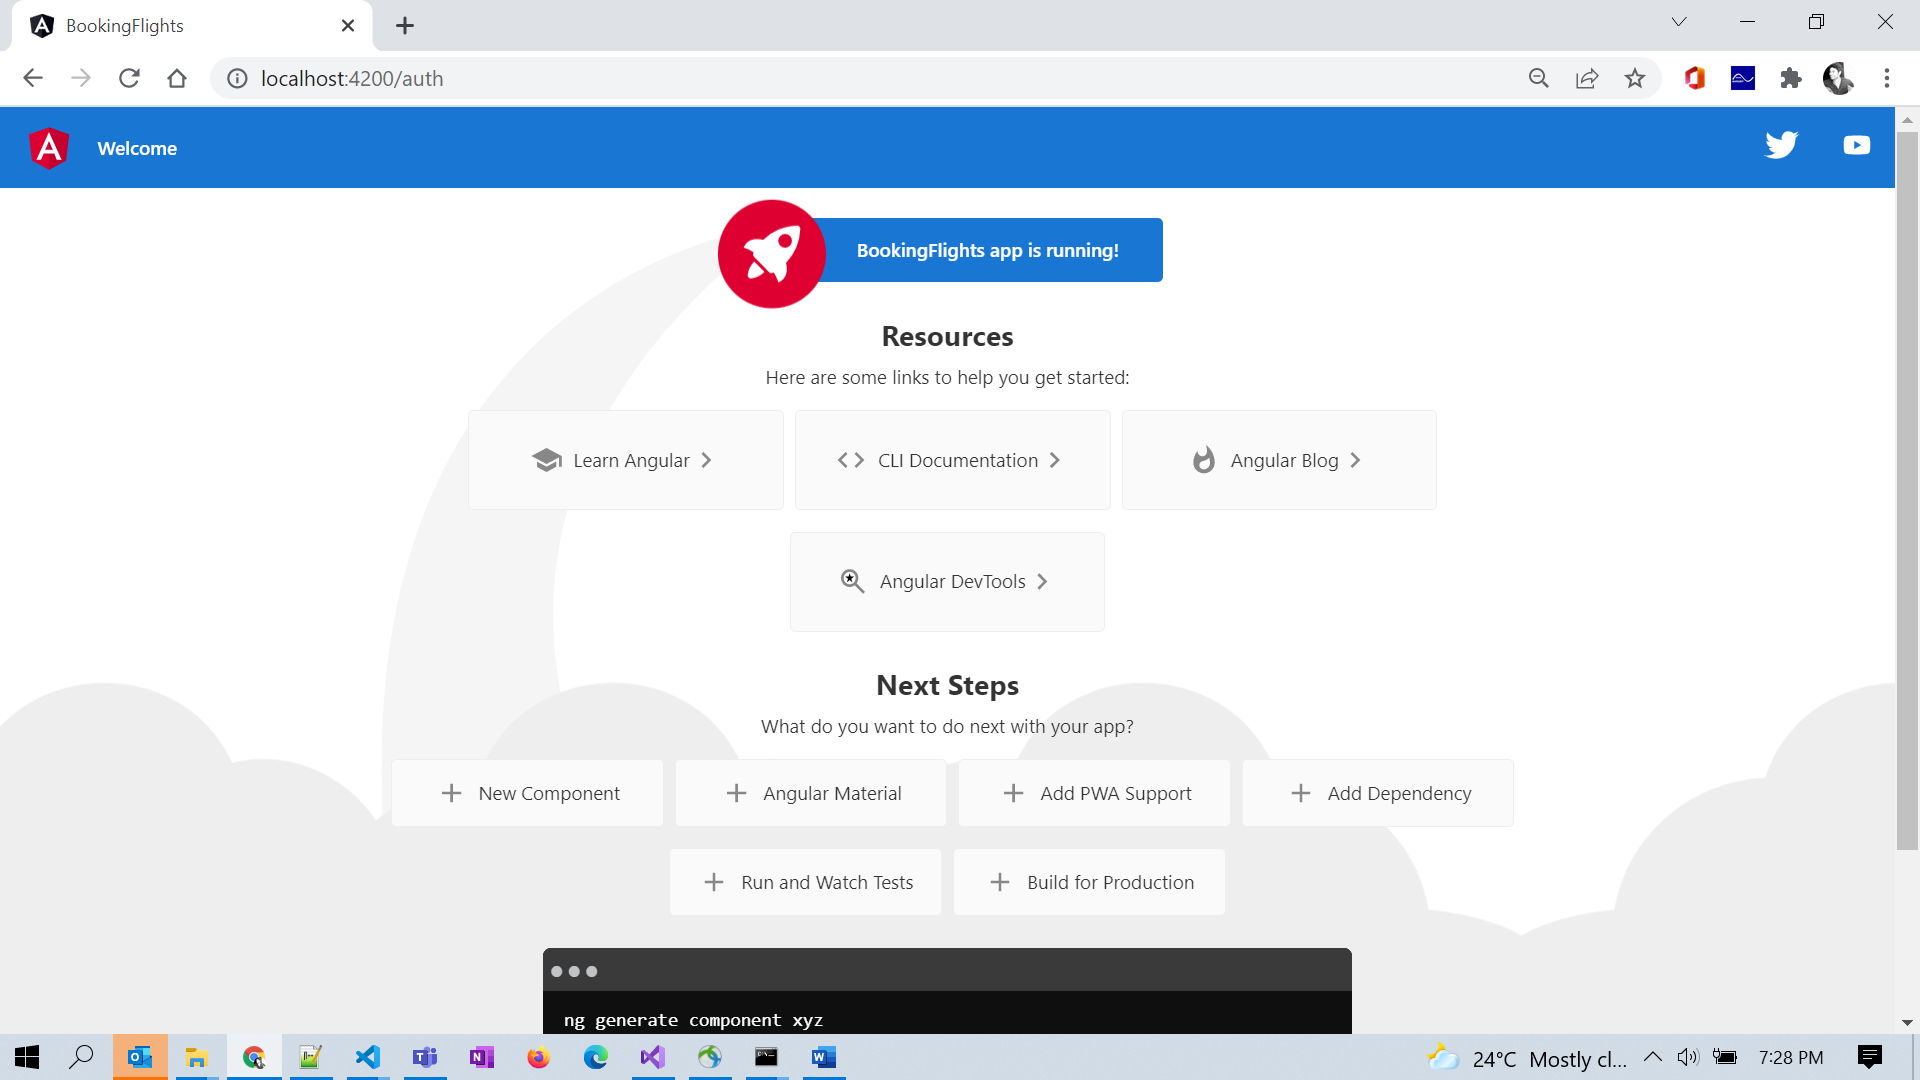 BookingFlights
localhost:4200/auth
Welcome
BookingFlights app is running!
Resources
Here are some links to help you get started:
Learn Angular
CLI Documentation
Angular Blog
Angular DevTools
Next Steps
What do you want to do next with your app?
New Component
Angular Material
Add PWA Support
Add Dependency
Run and Watch Tests
Build for Production
ng generate component xyz
24°C Mostly cl...
7:28 PM